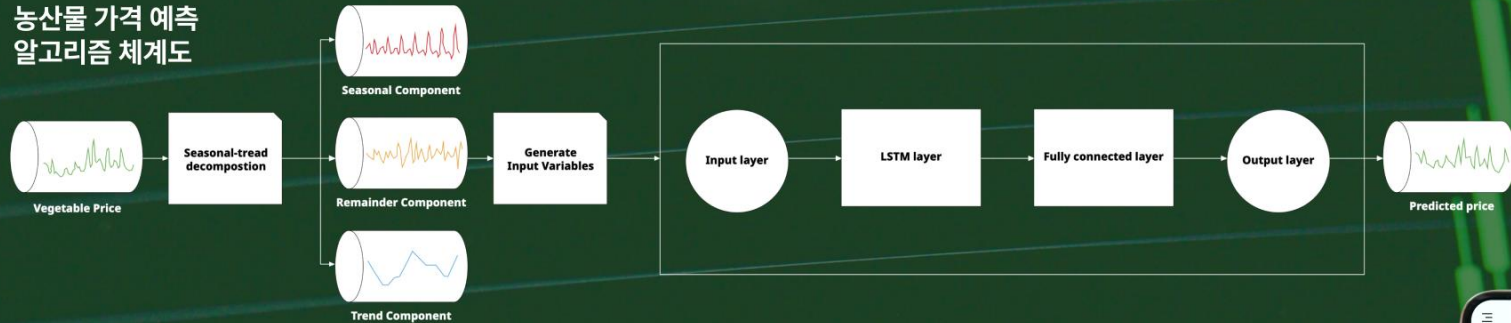 농산물 가격 예측
알고리즘 체계도
Vegetable Price
Seasonal-tread
decompostion
Seasonal Component
Remainder Component
Trend Component
Generate
Input Variables
Input layer
LSTM layer
Fully connected layer
Output layer
Predicted price